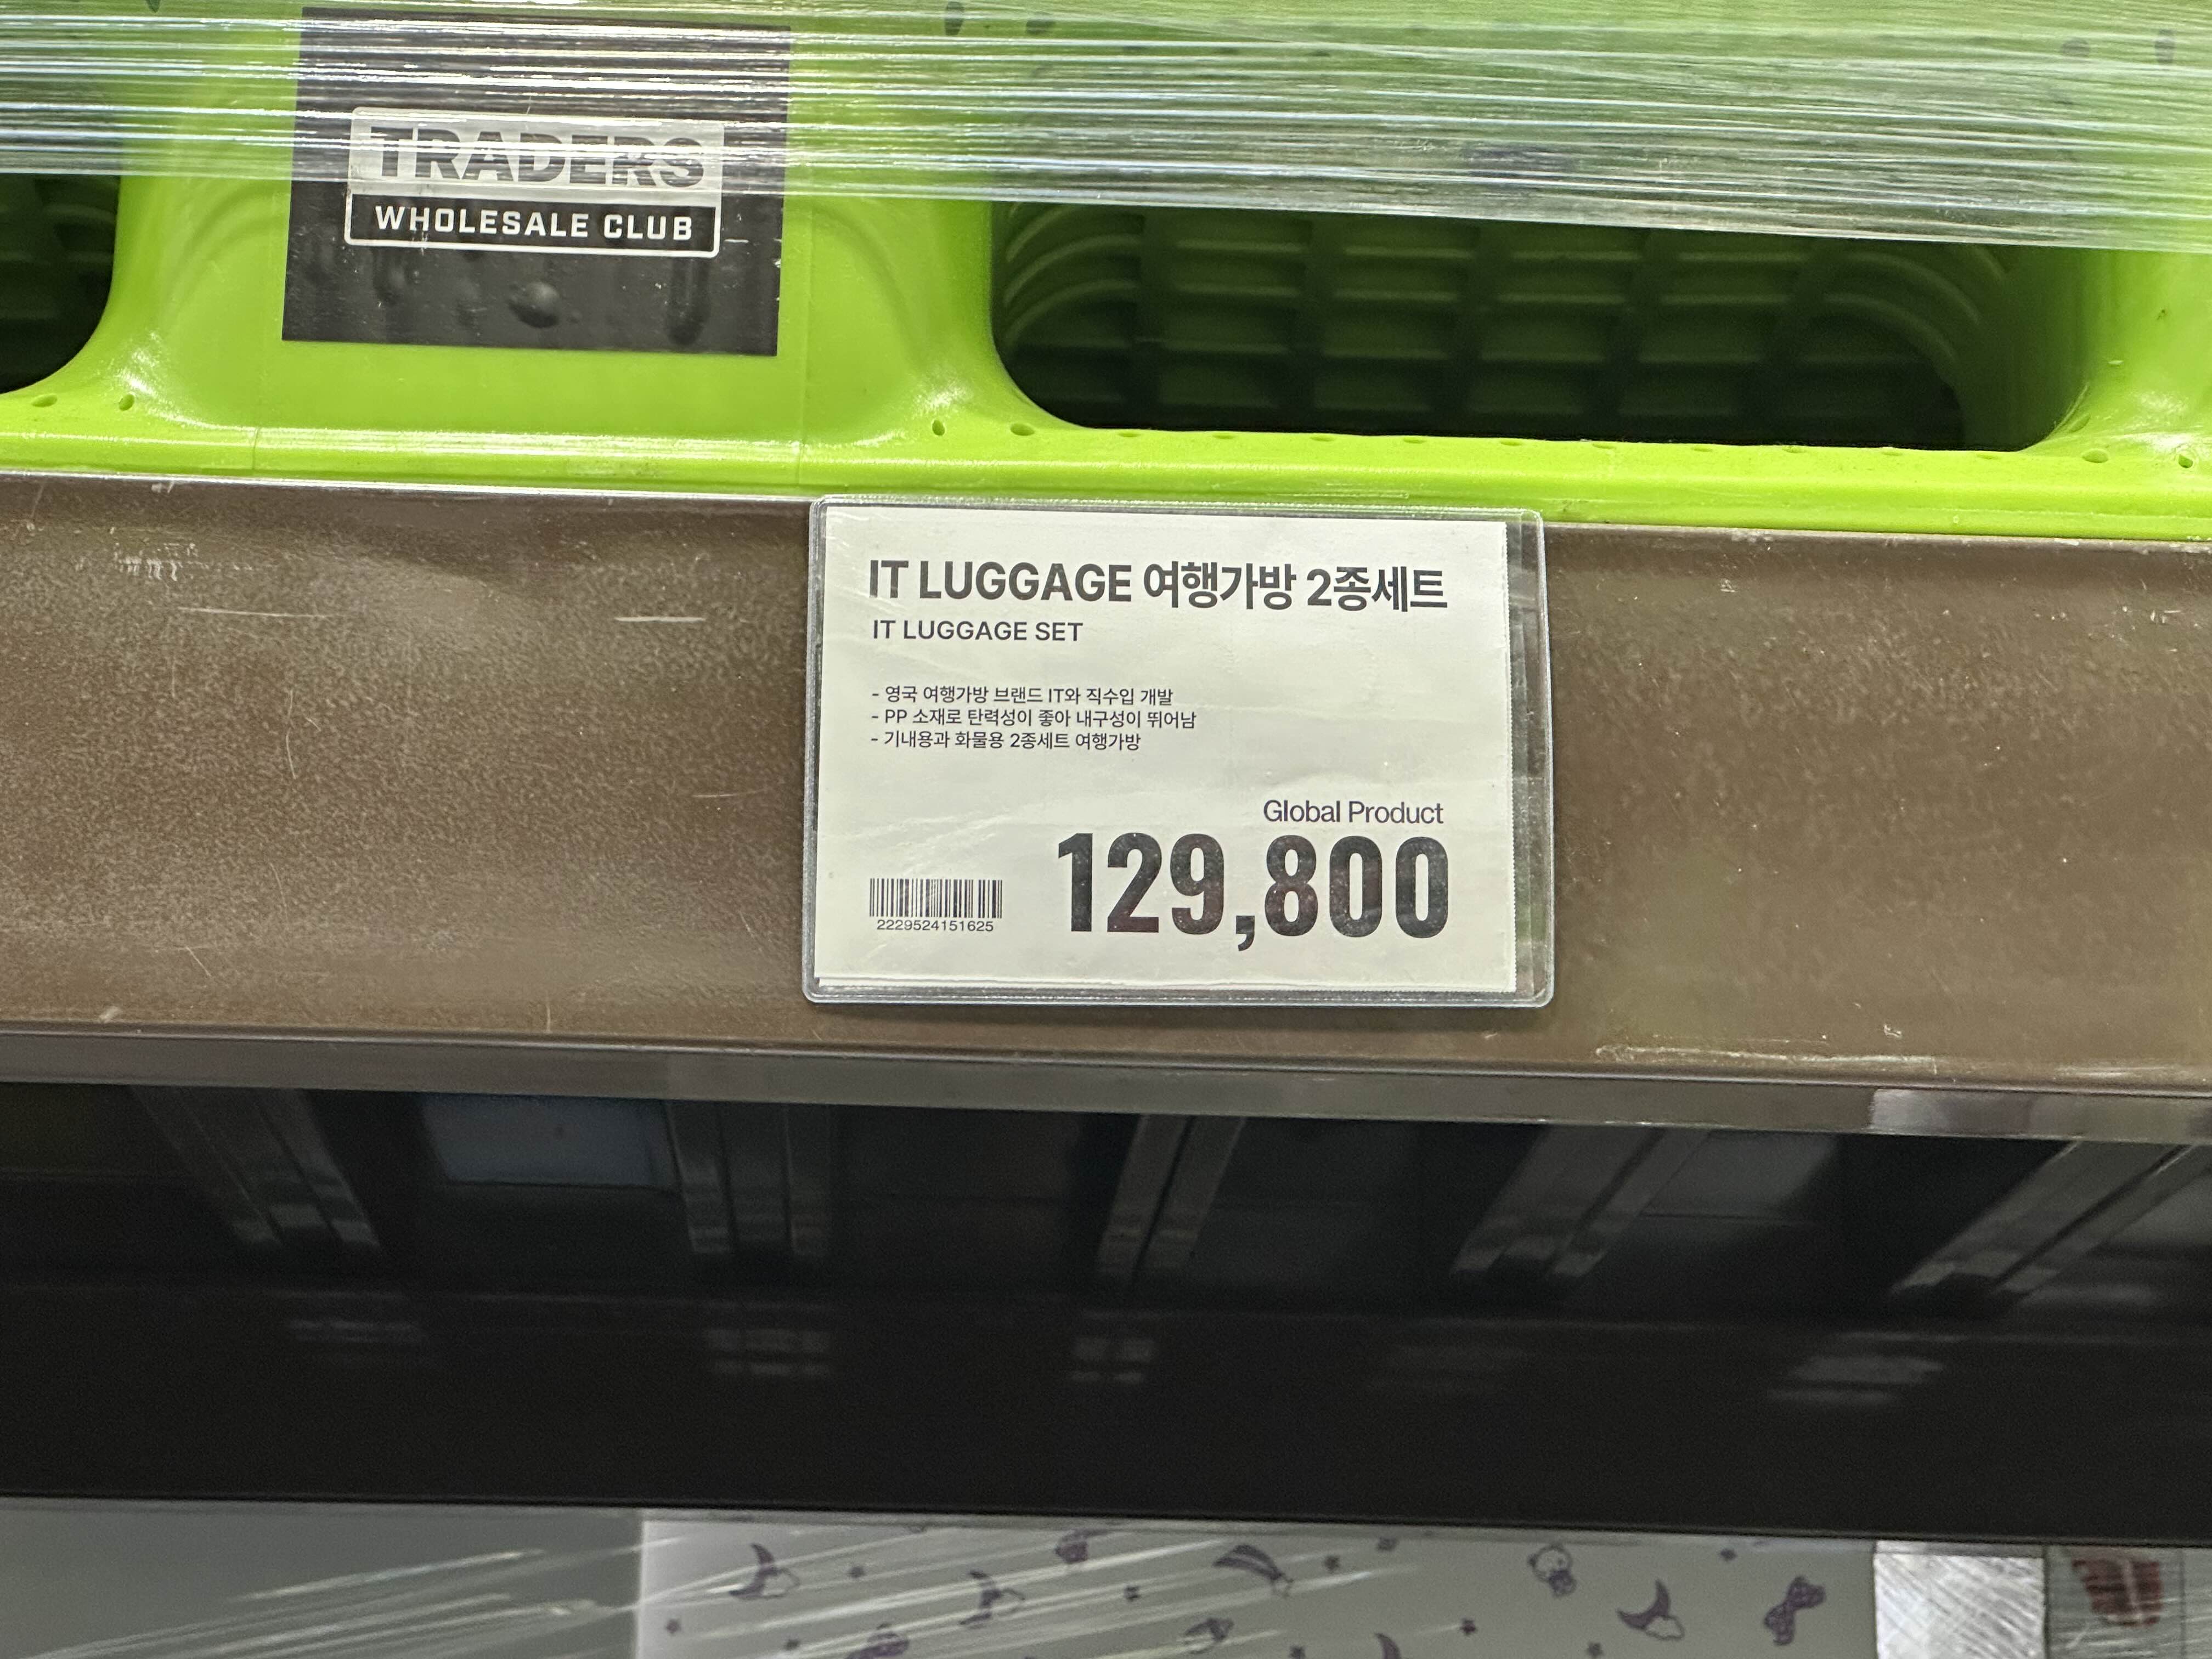 TRADERS
WHOLESALE CLUB
IT LUGGAGE 여행가방 2종세트
IT LUGGAGE SET
- 영국 여행가방 브랜드 IT와 직수입 개발
- PP 소재로 탄력성이 좋아 내구성이 뛰어남
- 기내용과 화물용 2종세트 여행가방
Global Product
129,800
2229524151625